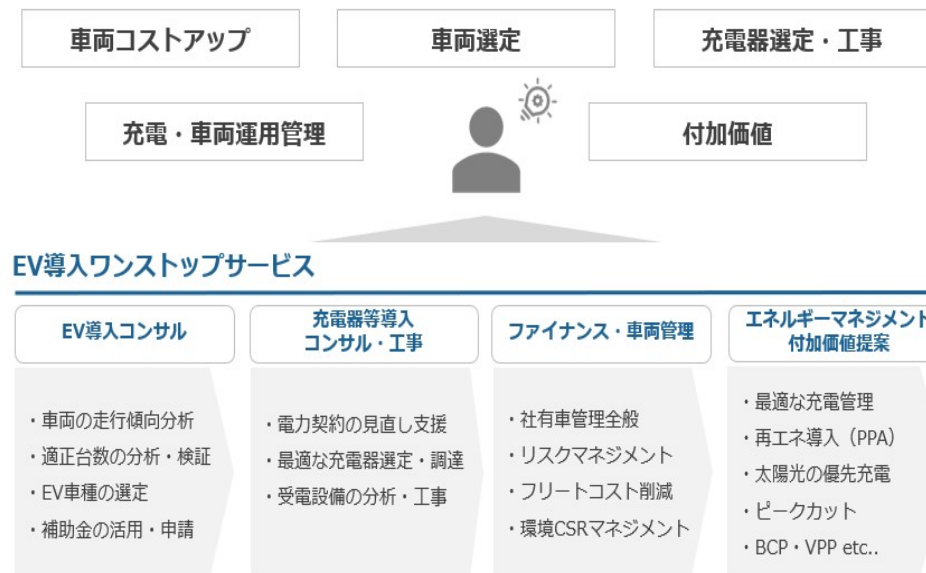 車両コストアップ
車両選定
充電器選定・工事
充電・車両運用管理
付加価値
EV導入ワンストップサービス
EV導入コンサル
・車両の走行傾向分析
・適正台数の分析・検証
・EV車種の選定
・補助金の活用・申請
充電器等導入
コンサル・工事
・電力契約の見直し支援
・最適な充電器選定・調達
・受電設備の分析・工事
ファイナンス・車両管理
・社有車管理全般
・リスクマネジメント
・フリートコスト削減
・環境CSRマネジメント
エネルギーマネジメント
付加価値提案
・最適な充電管理
・再エネ導入（PPA）
・太陽光の優先充電
・ピークカット
・BCP・VPP etc..